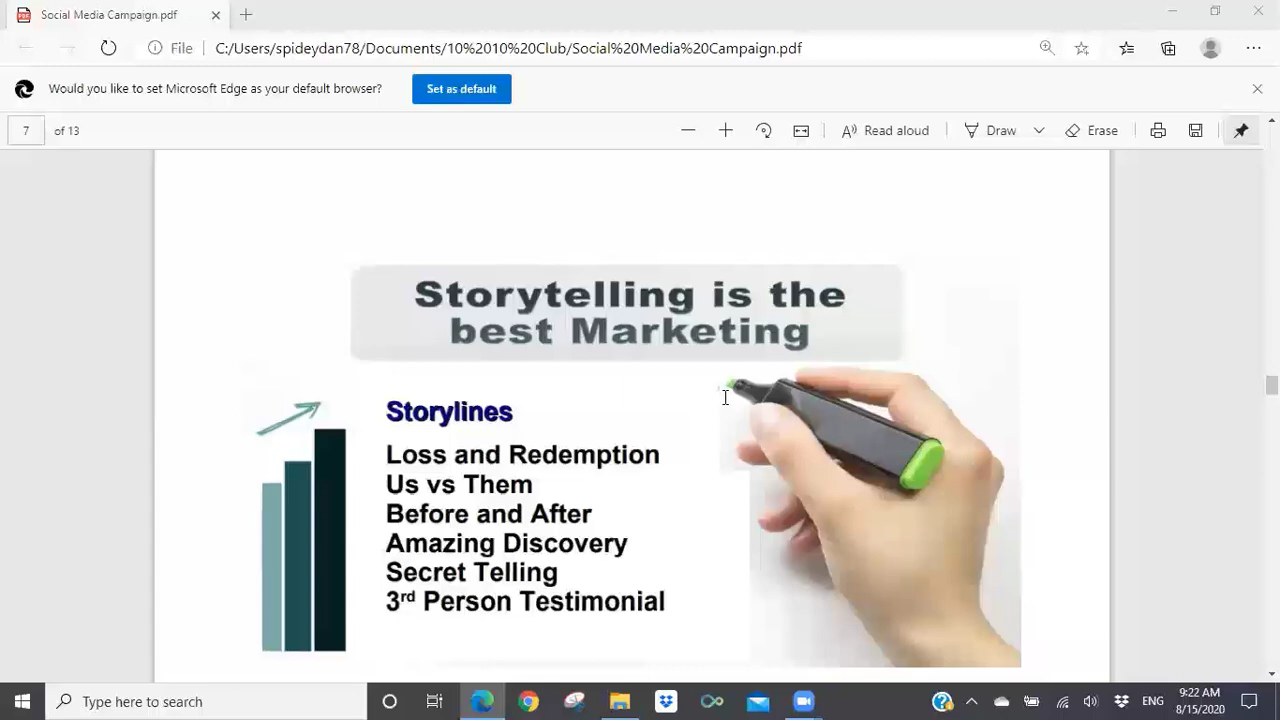 Social Media Campaign.pdf
File
C:/Users/spideydan78/Documents/10%2010%20Club/Social%20Media%20Campaign.pdf
Would you like to set Microsoft Edge as your default browser?
Set as default
7
of 13
Read aloud
Draw
Erase
Storytelling is the
best Marketing
Storylines
Loss and Redemption
Us vs Them
Before and After
Amazing Discovery
Secret Telling
3rd Person Testimonial
Type here to search
ENG
9:22 AM
8/15/2020